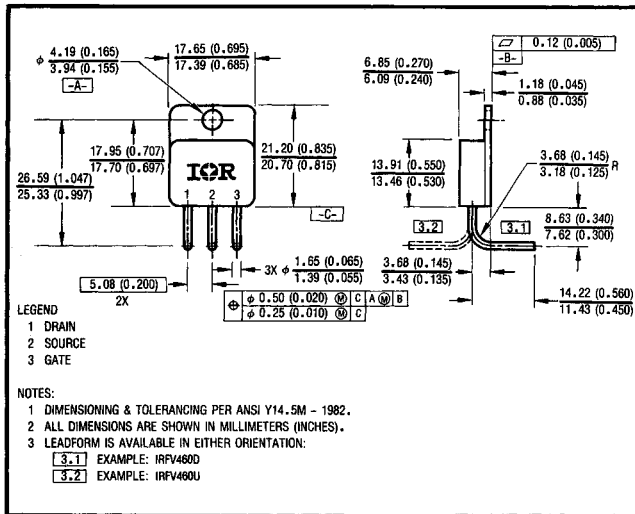 φ 4.19 (0.165)
3.94 (0.155)
-A-
17.65 (0.695)
17.39 (0.685)
6.85 (0.270)
6.09 (0.240)
⏥ 0.12 (0.005)
-B-
1.18 (0.045)
0.88 (0.035)
26.59 (1.047)
25.33 (0.997)
17.95 (0.707)
17.70 (0.697)
IOR
1 2 3
21.20 (0.835)
20.70 (0.815)
-C-
13.91 (0.550)
13.46 (0.530)
3.68 (0.145)
3.18 (0.125) R
3.2
3.1
8.63 (0.340)
7.62 (0.300)
5.08 (0.200)
2X
3X φ 1.65 (0.065)
1.39 (0.055)
3.68 (0.145)
3.43 (0.135)
14.22 (0.560)
11.43 (0.450)
⌖ φ 0.50 (0.020) Ⓜ C A Ⓜ B
φ 0.25 (0.010) Ⓜ C
LEGEND
1 DRAIN
2 SOURCE
3 GATE
NOTES:
1 DIMENSIONING & TOLERANCING PER ANSI Y14.5M - 1982.
2 ALL DIMENSIONS ARE SHOWN IN MILLIMETERS (INCHES).
3 LEADFORM IS AVAILABLE IN EITHER ORIENTATION:
3.1 EXAMPLE: IRFV460D
3.2 EXAMPLE: IRFV460U